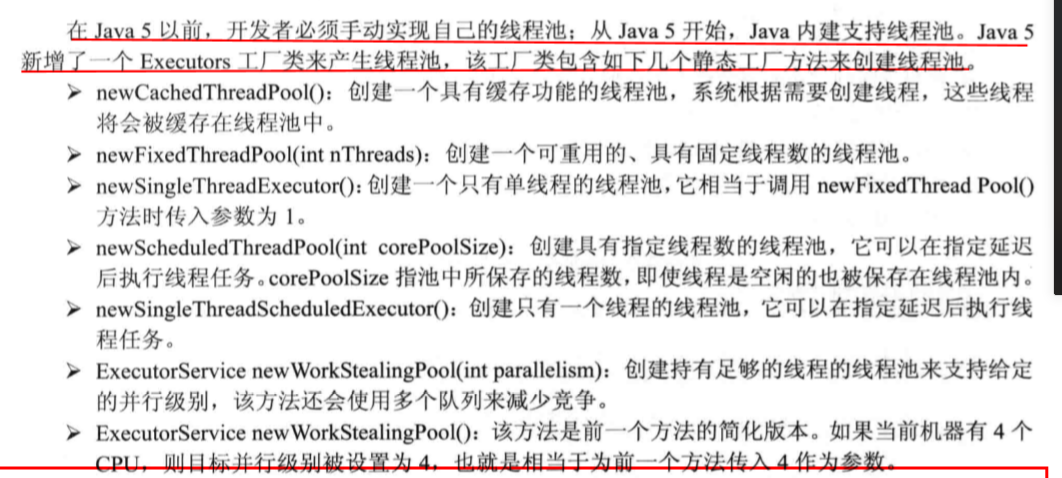 在 Java 5 以前，开发者必须手动实现自己的线程池；从 Java 5 开始，Java 内建支持线程池。Java 5
新增了一个 Executors 工厂类来产生线程池，该工厂类包含如下几个静态工厂方法来创建线程池。
➤ newCachedThreadPool()：创建一个具有缓存功能的线程池，系统根据需要创建线程，这些线程
将会被缓存在线程池中。
➤ newFixedThreadPool(int nThreads)：创建一个可重用的、具有固定线程数的线程池。
➤ newSingleThreadExecutor()：创建一个只有单线程的线程池，它相当于调用 newFixedThread Pool()
方法时传入参数为 1。
➤ newScheduledThreadPool(int corePoolSize)：创建具有指定线程数的线程池，它可以在指定延迟
后执行线程任务。corePoolSize 指池中所保存的线程数，即使线程是空闲的也被保存在线程池内。
➤ newSingleThreadScheduledExecutor()：创建只有一个线程的线程池，它可以在指定延迟后执行线
程任务。
➤ ExecutorService newWorkStealingPool(int parallelism)：创建持有足够的线程的线程池来支持给定
的并行级别，该方法还会使用多个队列来减少竞争。
➤ ExecutorService newWorkStealingPool()：该方法是前一个方法的简化版本。如果当前机器有 4 个
CPU，则目标并行级别被设置为 4，也就是相当于为前一个方法传入 4 作为参数。